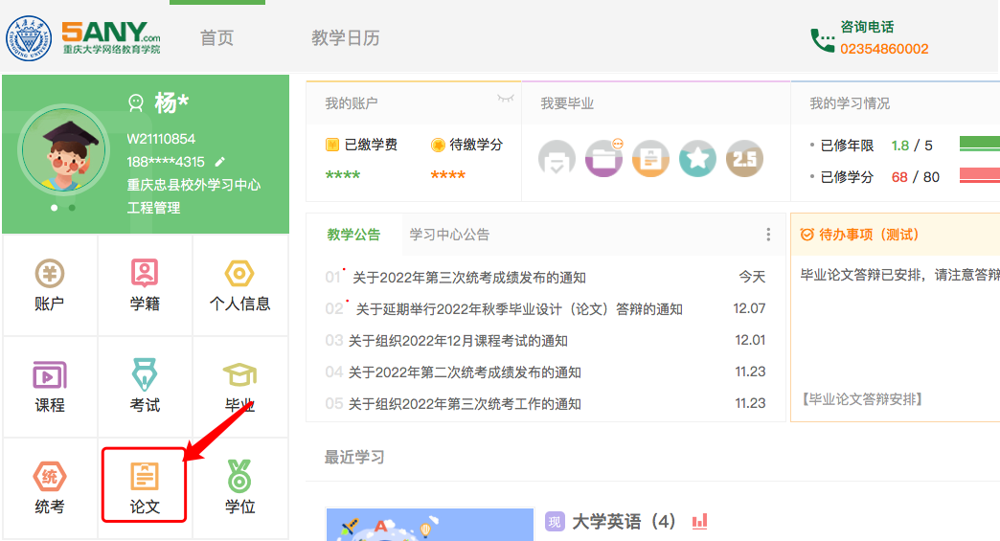 5ANY.com
重庆大学网络教育学院
首页
教学日历
咨询电话
02354860002
杨*
W21110854
188****4315
重庆忠县校外学习中心
工程管理
账户
学籍
个人信息
课程
考试
毕业
统
统考
论文
学位
我的账户
已缴学费
待缴学分
****
****
我要毕业
2.5
我的学习情况
已修年限 1.8 / 5
已修学分 68 / 80
教学公告
学习中心公告
01 关于2022年第三次统考成绩发布的通知 今天
02 关于延期举行2022年秋季毕业设计（论文）答辩的通知 12.07
03 关于组织2022年12月课程考试的通知 12.01
04 关于2022年第二次统考成绩发布的通知 11.23
05 关于组织2022年第三次统考工作的通知 11.23
待办事项（测试）
毕业论文答辩已安排，请注意答辩
【毕业论文答辩安排】
最近学习
A
现 大学英语（4）